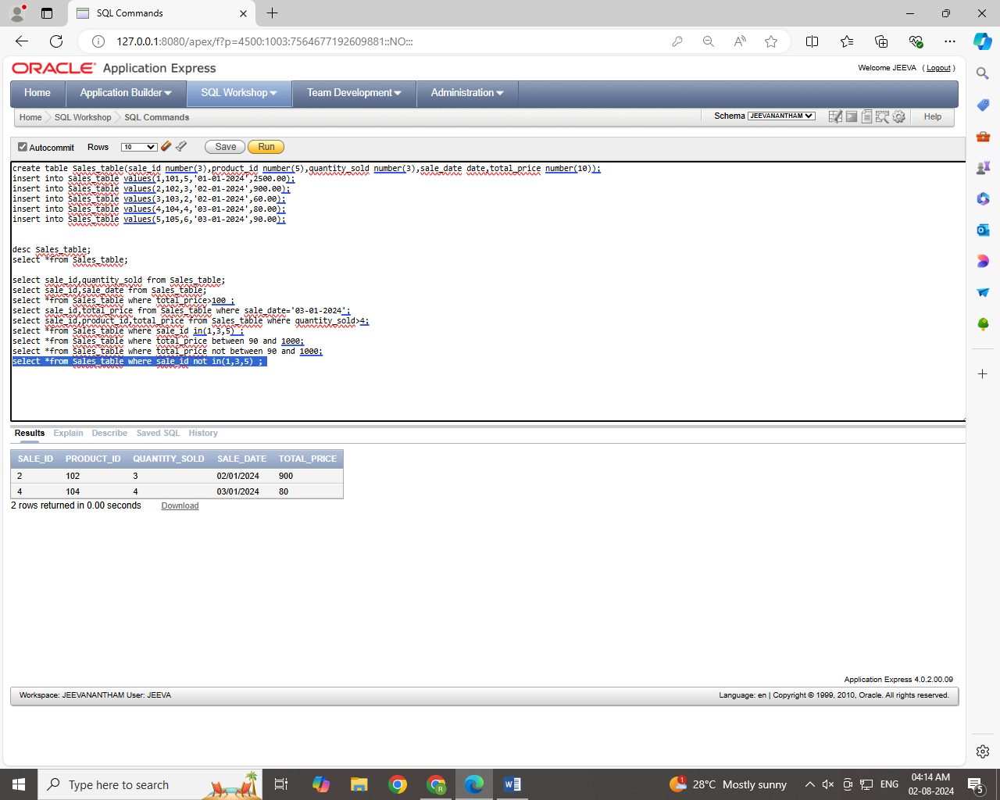 SQL Commands
127.0.0.1:8080/apex/f?p=4500:1003:7564677192609881::NO:::
ORACLE Application Express
Welcome JEEVA ( Logout )
Home Application Builder SQL Workshop Team Development Administration
Home SQL Workshop SQL Commands
Schema JEEVANANTHAM Help
Autocommit Rows 10 Save Run
create table Sales_table(sale_id number(3),product_id number(5),quantity_sold number(3),sale_date date,total_price number(10));
insert into Sales_table values(1,101,5,'01-01-2024',2500.00);
insert into Sales_table values(2,102,3,'02-01-2024',900.00);
insert into Sales_table values(3,103,2,'02-01-2024',60.00);
insert into Sales_table values(4,104,4,'03-01-2024',80.00);
insert into Sales_table values(5,105,6,'03-01-2024',90.00);
desc Sales_table;
select *from Sales_table;
select sale_id,quantity_sold from Sales_table;
select sale_id,sale_date from Sales_table;
select *from Sales_table where total_price>100 ;
select sale_id,total_price from Sales_table where sale_date='03-01-2024';
select sale_id,product_id,total_price from Sales_table where quantity_sold>4;
select *from Sales_table where sale_id in(1,3,5) ;
select *from Sales_table where total_price between 90 and 1000;
select *from Sales_table where total_price not between 90 and 1000;
select *from Sales_table where sale_id not in(1,3,5) ;
Results Explain Describe Saved SQL History
SALE_ID PRODUCT_ID QUANTITY_SOLD SALE_DATE TOTAL_PRICE
2 102 3 02/01/2024 900
4 104 4 03/01/2024 80
2 rows returned in 0.00 seconds Download
Application Express 4.0.2.00.09
Workspace: JEEVANANTHAM User: JEEVA
Language: en | Copyright © 1999, 2010, Oracle. All rights reserved.
Type here to search
1 28°C Mostly sunny
ENG
04:14 AM
02-08-2024
5